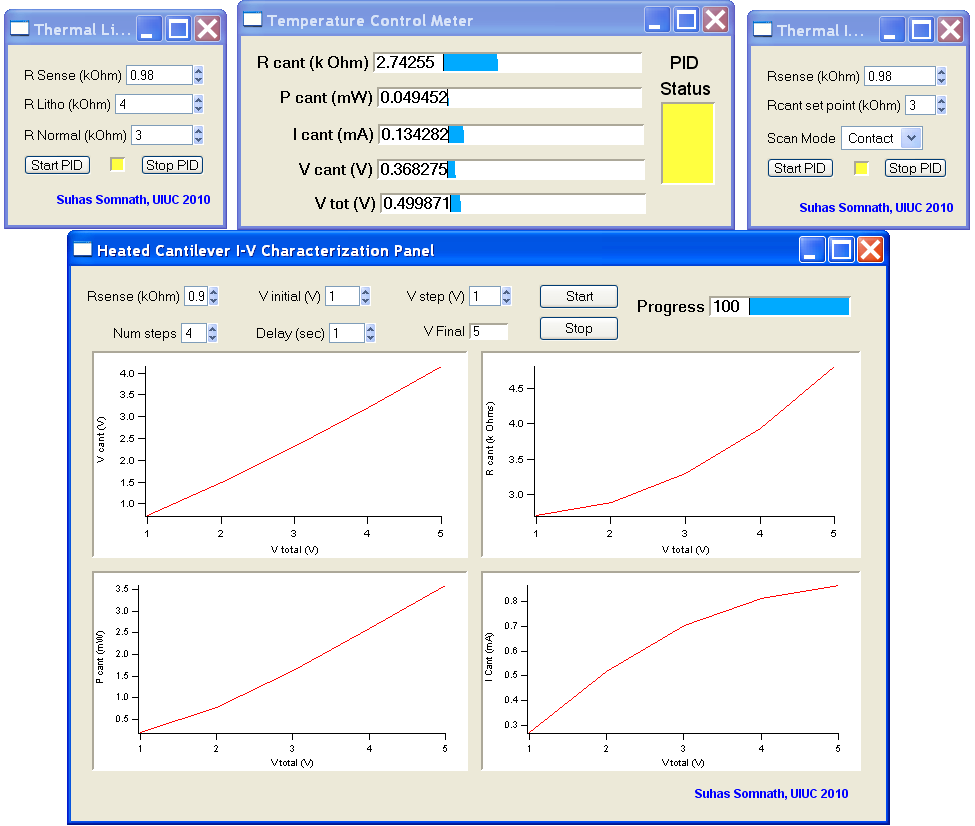 Thermal Li...
R Sense (kOhm) 0.98
R Litho (kOhm) 4
R Normal (kOhm) 3
Start PID Stop PID
Suhas Somnath, UIUC 2010
Temperature Control Meter
R cant (k Ohm) 2.74255
P cant (mW) 0.049452
I cant (mA) 0.134282
V cant (V) 0.368275
V tot (V) 0.499871
PID
Status
Thermal I...
Rsense (kOhm) 0.98
Rcant set point (kOhm) 3
Scan Mode Contact
Start PID Stop PID
Suhas Somnath, UIUC 2010
Heated Cantilever I-V Characterization Panel
Rsense (kOhm) 0.9 V initial (V) 1 V step (V) 1 Start
Progress 100
Num steps 4 Delay (sec) 1 V Final 5 Stop
V cant (V)
4.0
3.5
3.0
2.5
2.0
1.5
1.0
1 2 3 4 5
V total (V)
R cant (k Ohms)
4.5
4.0
3.5
3.0
1 2 3 4 5
V total (V)
P cant (mW)
3.5
3.0
2.5
2.0
1.5
1.0
0.5
1 2 3 4 5
V total (V)
I Cant (mA)
0.8
0.7
0.6
0.5
0.4
0.3
1 2 3 4 5
V total (V)
Suhas Somnath, UIUC 2010